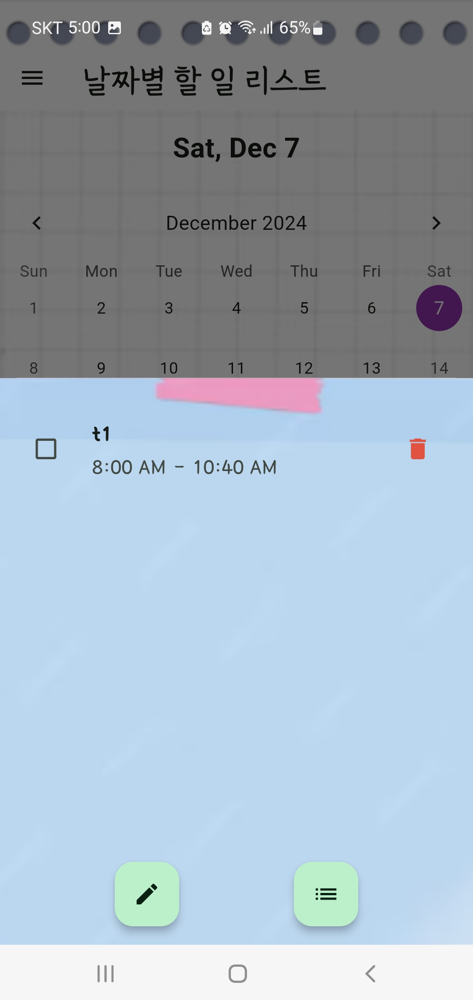 SKT 5:00 65%
날짜별 할 일 리스트
Sat, Dec 7
December 2024
Sun Mon Tue Wed Thu Fri Sat
1 2 3 4 5 6 7
8 9 10 11 12 13 14
t1
8:00 AM - 10:40 AM